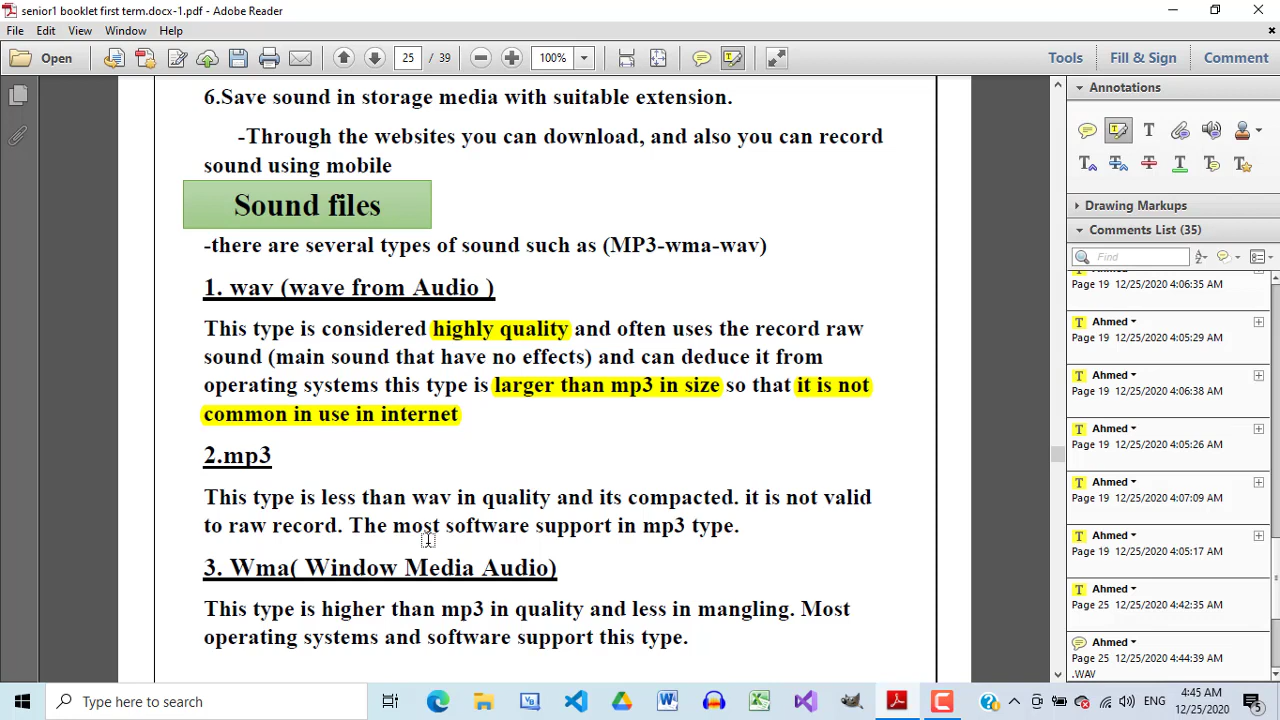 senior1 booklet first term.docx-1.pdf - Adobe Reader
File Edit View Window Help
Open 25 / 39 100% Tools Fill & Sign Comment
6.Save sound in storage media with suitable extension.
-Through the websites you can download, and also you can record
sound using mobile
Sound files
-there are several types of sound such as (MP3-wma-wav)
1. wav (wave from Audio )
This type is considered highly quality and often uses the record raw
sound (main sound that have no effects) and can deduce it from
operating systems this type is larger than mp3 in size so that it is not
common in use in internet
2.mp3
This type is less than wav in quality and its compacted. it is not valid
to raw record. The most software support in mp3 type.
3. Wma( Window Media Audio)
This type is higher than mp3 in quality and less in mangling. Most
operating systems and software support this type.
Annotations
Drawing Markups
Comments List (35)
Find
Page 19 12/25/2020 4:06:35 AM
Ahmed
Page 19 12/25/2020 4:05:29 AM
Ahmed
Page 19 12/25/2020 4:06:38 AM
Ahmed
Page 19 12/25/2020 4:05:26 AM
Ahmed
Page 19 12/25/2020 4:07:09 AM
Ahmed
Page 19 12/25/2020 4:05:17 AM
Ahmed
Page 25 12/25/2020 4:42:35 AM
Ahmed
Page 25 12/25/2020 4:44:39 AM
.WAV
Type here to search
4:45 AM
12/25/2020
5